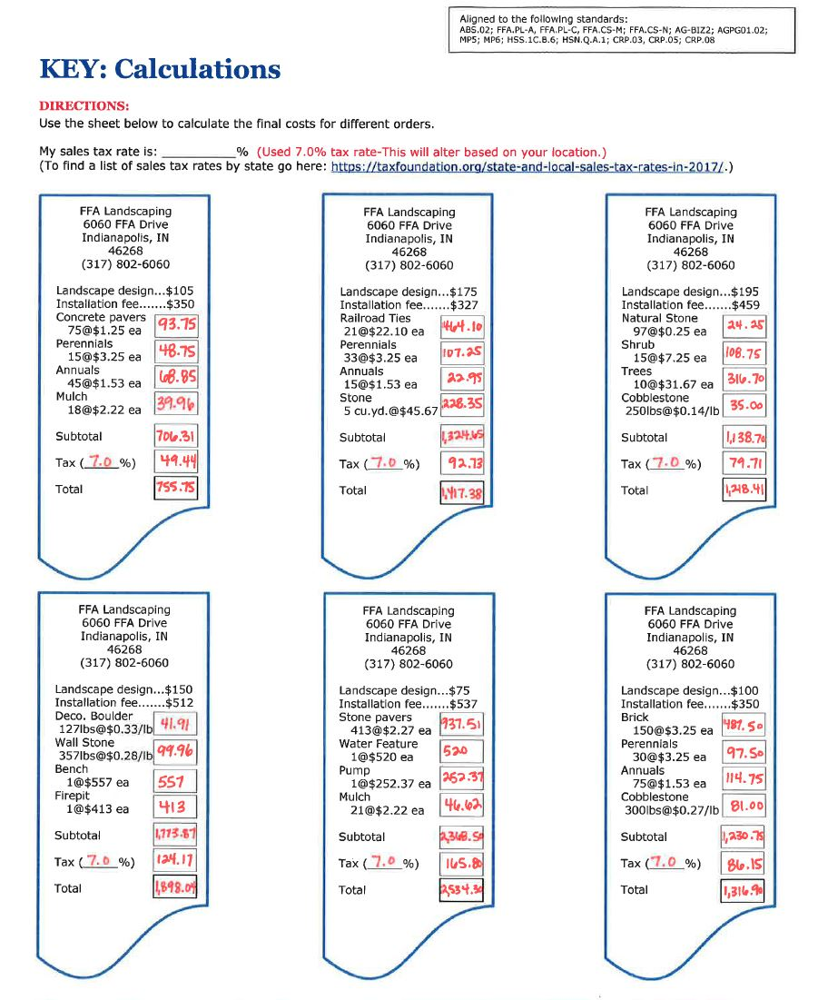 Aligned to the following standards:
ABS.02; FFA.PL-A, FFA.PL-C, FFA.CS-M; FFA.CS-N; AG-BIZ2; AGPG01.02;
MP5; MP6; HSS.1C.B.6; HSN.Q.A.1; CRP.03, CRP.05; CRP.08
KEY: Calculations
DIRECTIONS:
Use the sheet below to calculate the final costs for different orders.
My sales tax rate is: __________% (Used 7.0% tax rate-This will alter based on your location.)
(To find a list of sales tax rates by state go here: https://taxfoundation.org/state-and-local-sales-tax-rates-in-2017/.)
FFA Landscaping
6060 FFA Drive
Indianapolis, IN
46268
(317) 802-6060
Landscape design...$105
Installation fee.......$350
Concrete pavers
75@$1.25 ea 93.75
Perennials
15@$3.25 ea 48.75
Annuals
45@$1.53 ea 68.85
Mulch
18@$2.22 ea 39.96
Subtotal 706.31
Tax (_7.0_%) 49.44
Total 755.75
FFA Landscaping
6060 FFA Drive
Indianapolis, IN
46268
(317) 802-6060
Landscape design...$175
Installation fee.......$327
Railroad Ties
21@$22.10 ea 464.10
Perennials
33@$3.25 ea 107.25
Annuals
15@$1.53 ea 22.95
Stone
5 cu.yd.@$45.67 228.35
Subtotal 1,324.65
Tax (_7.0_%) 92.73
Total 1,417.38
FFA Landscaping
6060 FFA Drive
Indianapolis, IN
46268
(317) 802-6060
Landscape design...$195
Installation fee.......$459
Natural Stone
97@$0.25 ea 24.25
Shrub
15@$7.25 ea 108.75
Trees
10@$31.67 ea 316.70
Cobblestone
250lbs@$0.14/lb 35.00
Subtotal 1,138.70
Tax (_7.0_%) 79.71
Total 1,218.41
FFA Landscaping
6060 FFA Drive
Indianapolis, IN
46268
(317) 802-6060
Landscape design...$150
Installation fee.......$512
Deco. Boulder
127lbs@$0.33/lb 41.91
Wall Stone
357lbs@$0.28/lb 99.96
Bench
1@$557 ea 557
Firepit
1@$413 ea 413
Subtotal 1,773.87
Tax (_7.0_%) 124.17
Total 1,898.04
FFA Landscaping
6060 FFA Drive
Indianapolis, IN
46268
(317) 802-6060
Landscape design...$75
Installation fee.......$537
Stone pavers
413@$2.27 ea 937.51
Water Feature
1@$520 ea 520
Pump
1@$252.37 ea 252.37
Mulch
21@$2.22 ea 46.62
Subtotal 2,368.50
Tax (_7.0_%) 165.80
Total 2,534.30
FFA Landscaping
6060 FFA Drive
Indianapolis, IN
46268
(317) 802-6060
Landscape design...$100
Installation fee.......$350
Brick
150@$3.25 ea 487.50
Perennials
30@$3.25 ea 97.50
Annuals
75@$1.53 ea 114.75
Cobblestone
300lbs@$0.27/lb 81.00
Subtotal 1,230.75
Tax (_7.0_%) 86.15
Total 1,316.90